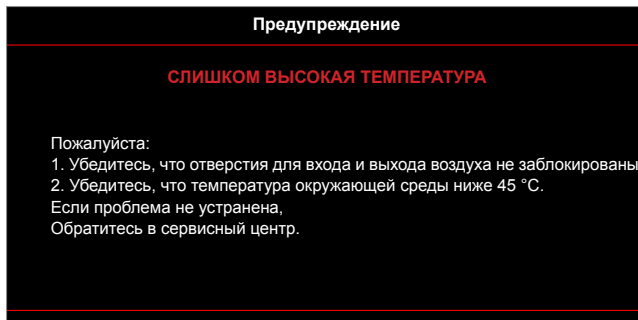 Предупреждение
СЛИШКОМ ВЫСОКАЯ ТЕМПЕРАТУРА
Пожалуйста:
1. Убедитесь, что отверстия для входа и выхода воздуха не заблокированы
2. Убедитесь, что температура окружающей среды ниже 45 °C.
Если проблема не устранена,
Обратитесь в сервисный центр.